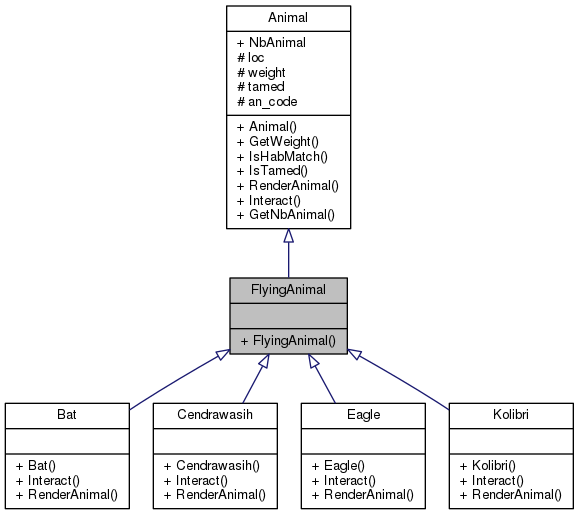 Animal
+ NbAnimal
# loc
# weight
# tamed
# an_code
+ Animal()
+ GetWeight()
+ IsHabMatch()
+ IsTamed()
+ RenderAnimal()
+ Interact()
+ GetNbAnimal()
FlyingAnimal
+ FlyingAnimal()
Bat
+ Bat()
+ Interact()
+ RenderAnimal()
Cendrawasih
+ Cendrawasih()
+ Interact()
+ RenderAnimal()
Eagle
+ Eagle()
+ Interact()
+ RenderAnimal()
Kolibri
+ Kolibri()
+ Interact()
+ RenderAnimal()